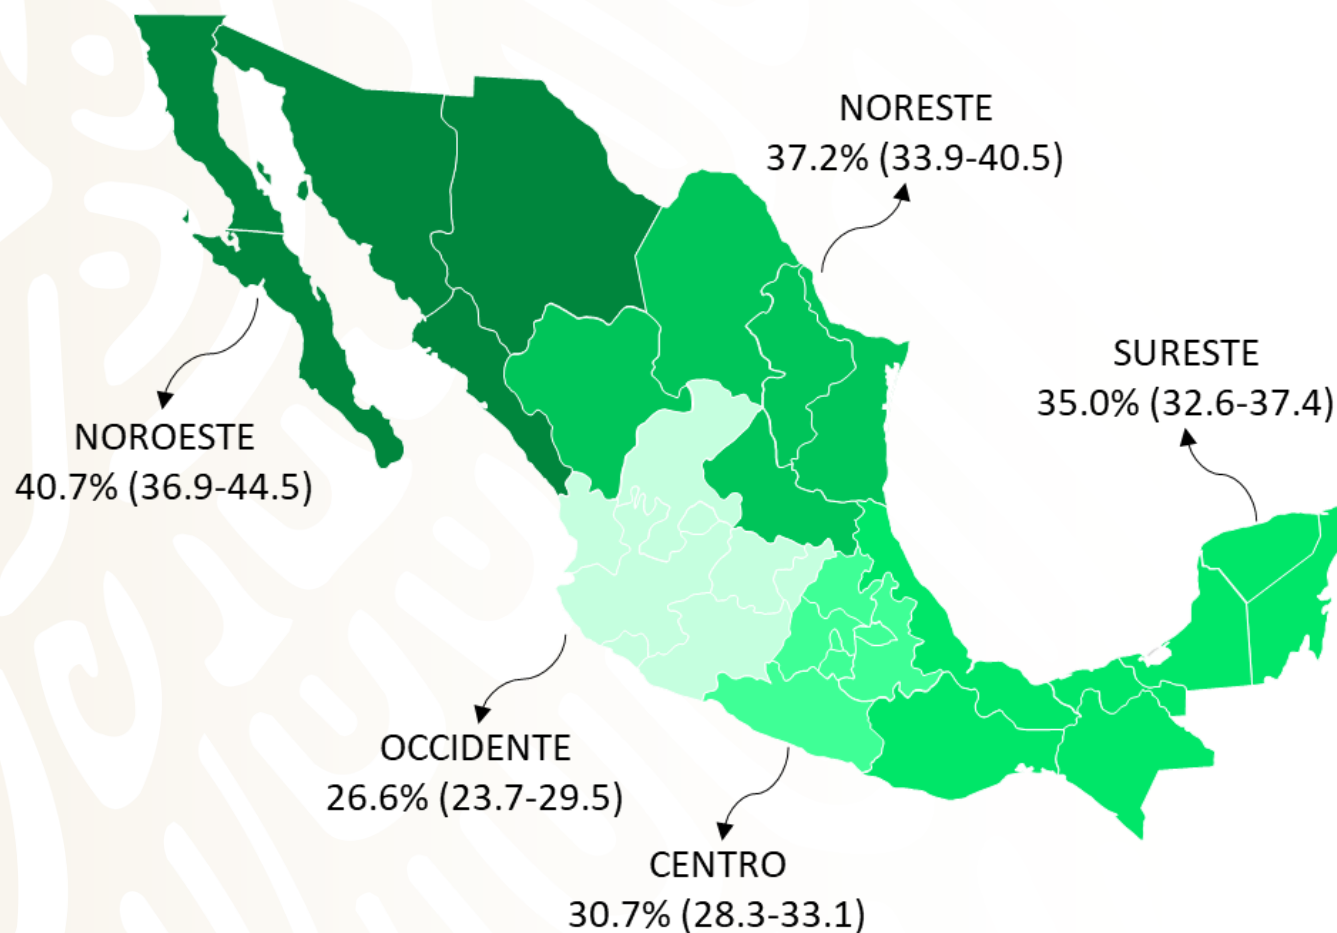 NORESTE
37.2% (33.9-40.5)
SURESTE
35.0% (32.6-37.4)
NOROESTE
40.7% (36.9-44.5)
OCCIDENTE
26.6% (23.7-29.5)
CENTRO
30.7% (28.3-33.1)